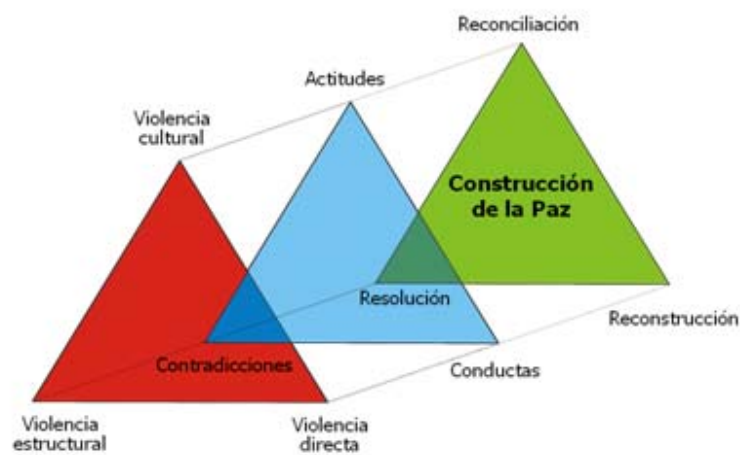 Reconciliación
Actitudes
Violencia
cultural
Construcción
de la Paz
Resolución
Reconstrucción
Contradicciones
Conductas
Violencia
estructural
Violencia
directa